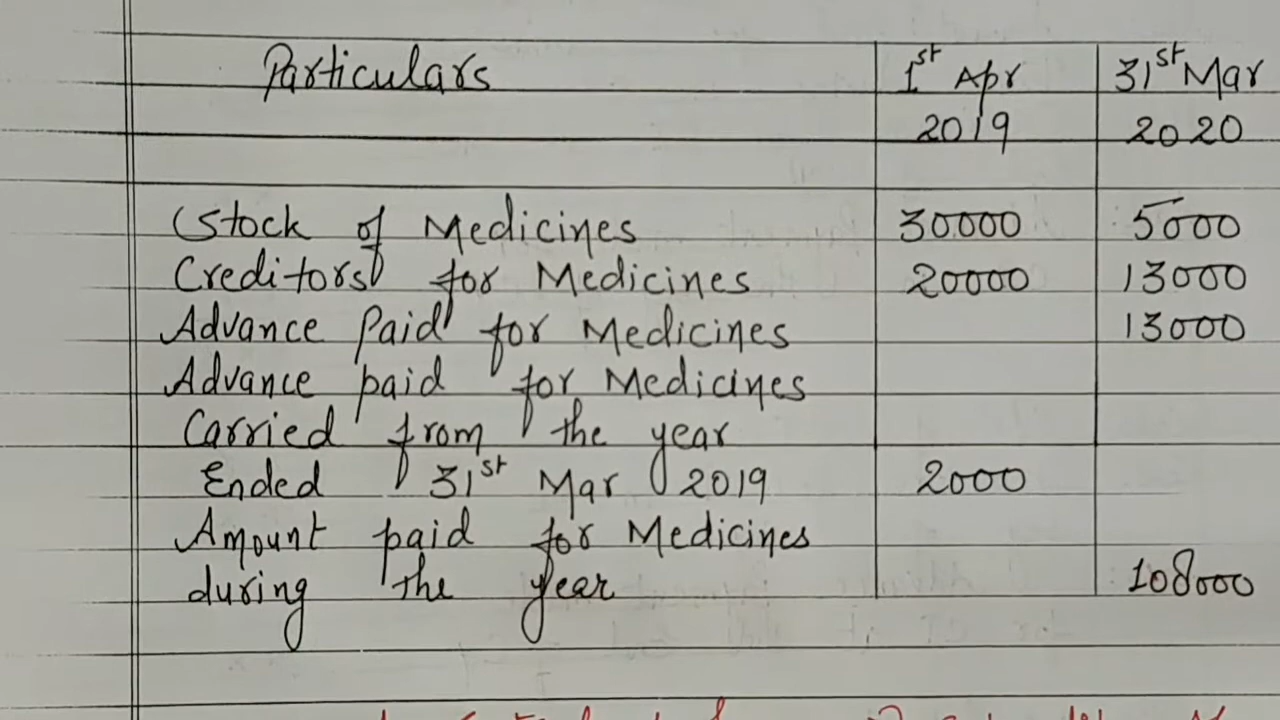 Particulars 1st Apr 31st Mar
2019 2020
Stock of Medicines 30000 5000
Creditors for Medicines 20000 13000
Advance Paid for Medicines 13000
Advance paid for Medicines
Carried from the year
Ended 31st Mar 2019 2000
Amount paid for Medicines
during the year 108000